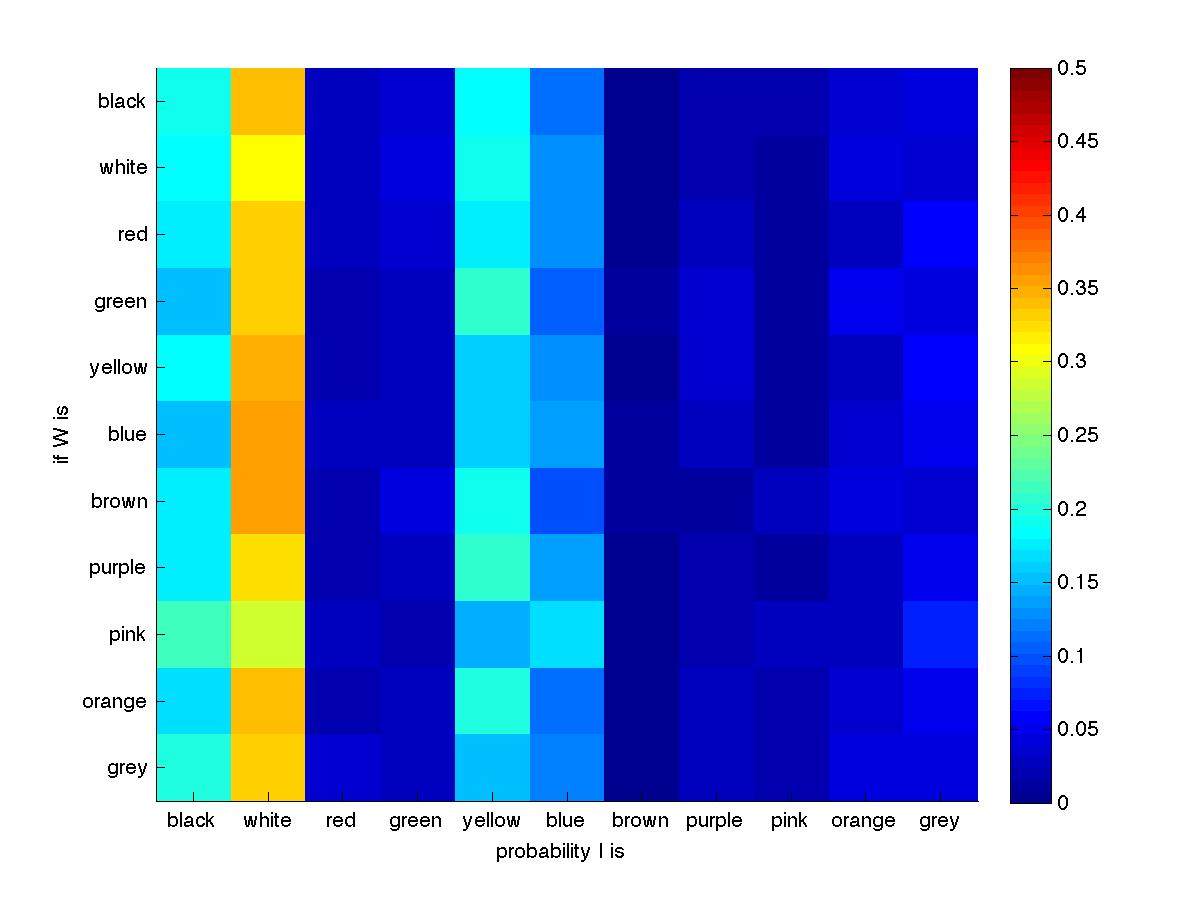 if W is
black
white
red
green
yellow
blue
brown
purple
pink
orange
grey
black white red green yellow blue brown purple pink orange grey
probability I is
0.5
0.45
0.4
0.35
0.3
0.25
0.2
0.15
0.1
0.05
0